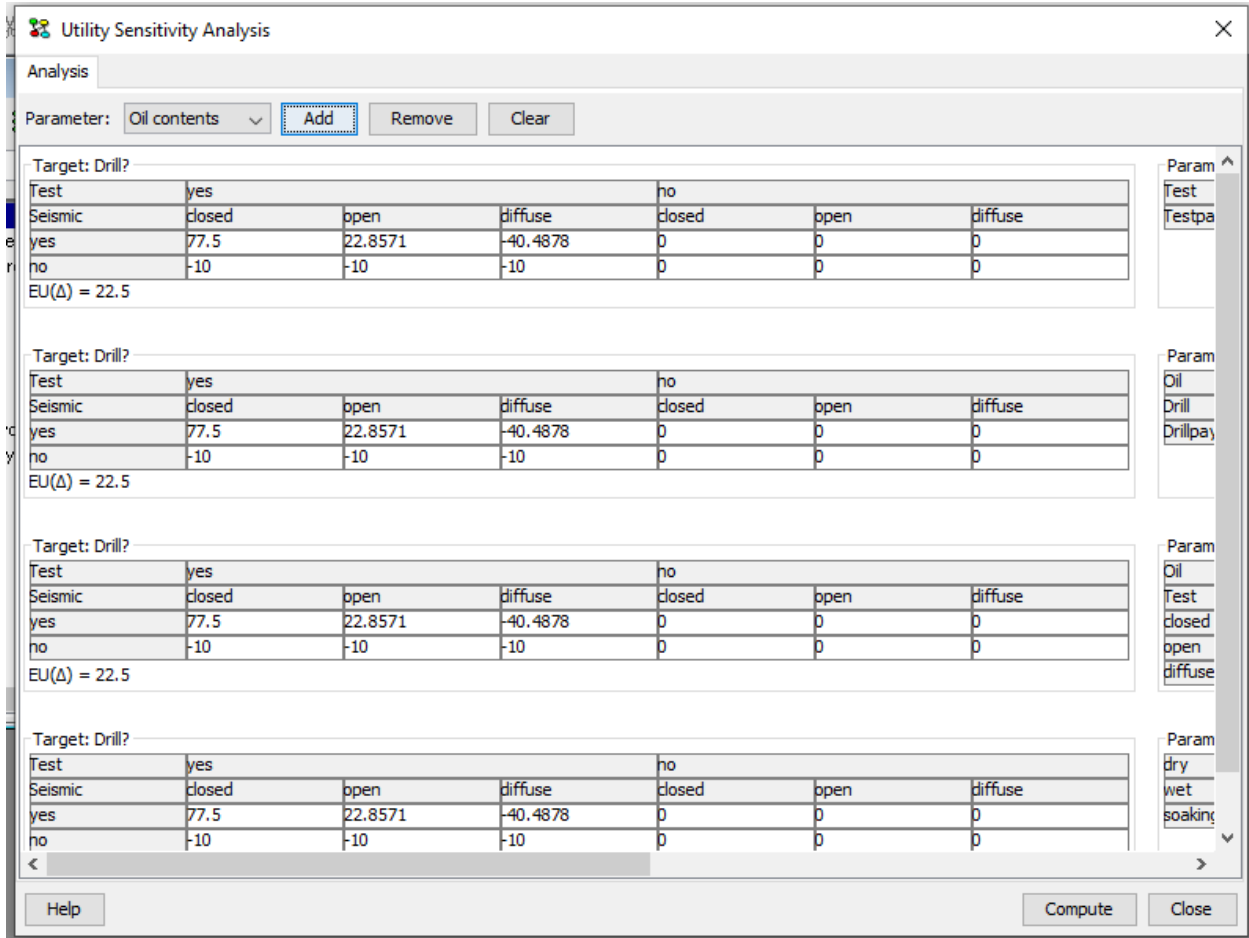 Utility Sensitivity Analysis
Analysis
Parameter: Oil contents Add Remove Clear
Target: Drill? Param
Test yes no Test
Seismic closed open diffuse closed open diffuse Testpa
yes 77.5 22.8571 -40.4878 0 0 0
no -10 -10 -10 0 0 0
EU(Δ) = 22.5
Target: Drill? Param
Test yes no Oil
Seismic closed open diffuse closed open diffuse Drill
yes 77.5 22.8571 -40.4878 0 0 0 Drillpay
no -10 -10 -10 0 0 0
EU(Δ) = 22.5
Target: Drill? Param
Test yes no Oil
Seismic closed open diffuse closed open diffuse Test
yes 77.5 22.8571 -40.4878 0 0 0 closed
no -10 -10 -10 0 0 0 open
EU(Δ) = 22.5 diffuse
Target: Drill? Param
Test yes no dry
Seismic closed open diffuse closed open diffuse wet
yes 77.5 22.8571 -40.4878 0 0 0 soaking
no -10 -10 -10 0 0 0
Help Compute Close